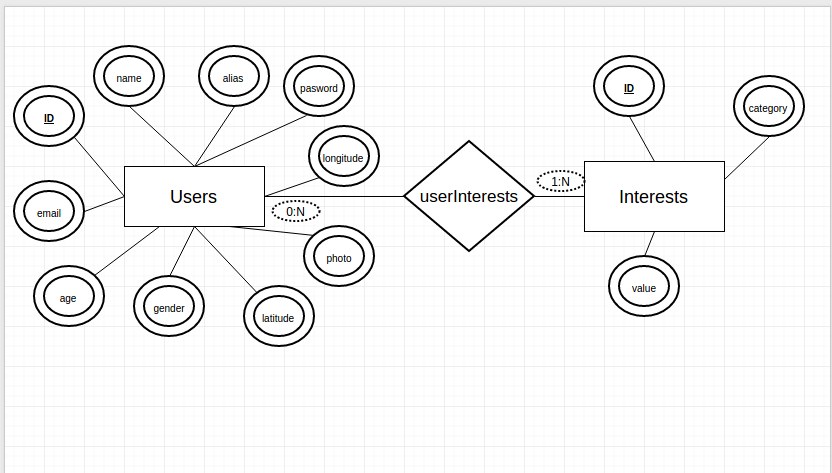 name
alias
pasword
ID
ID
category
longitude
Users
userInterests
1:N
Interests
email
0:N
photo
age
gender
latitude
value